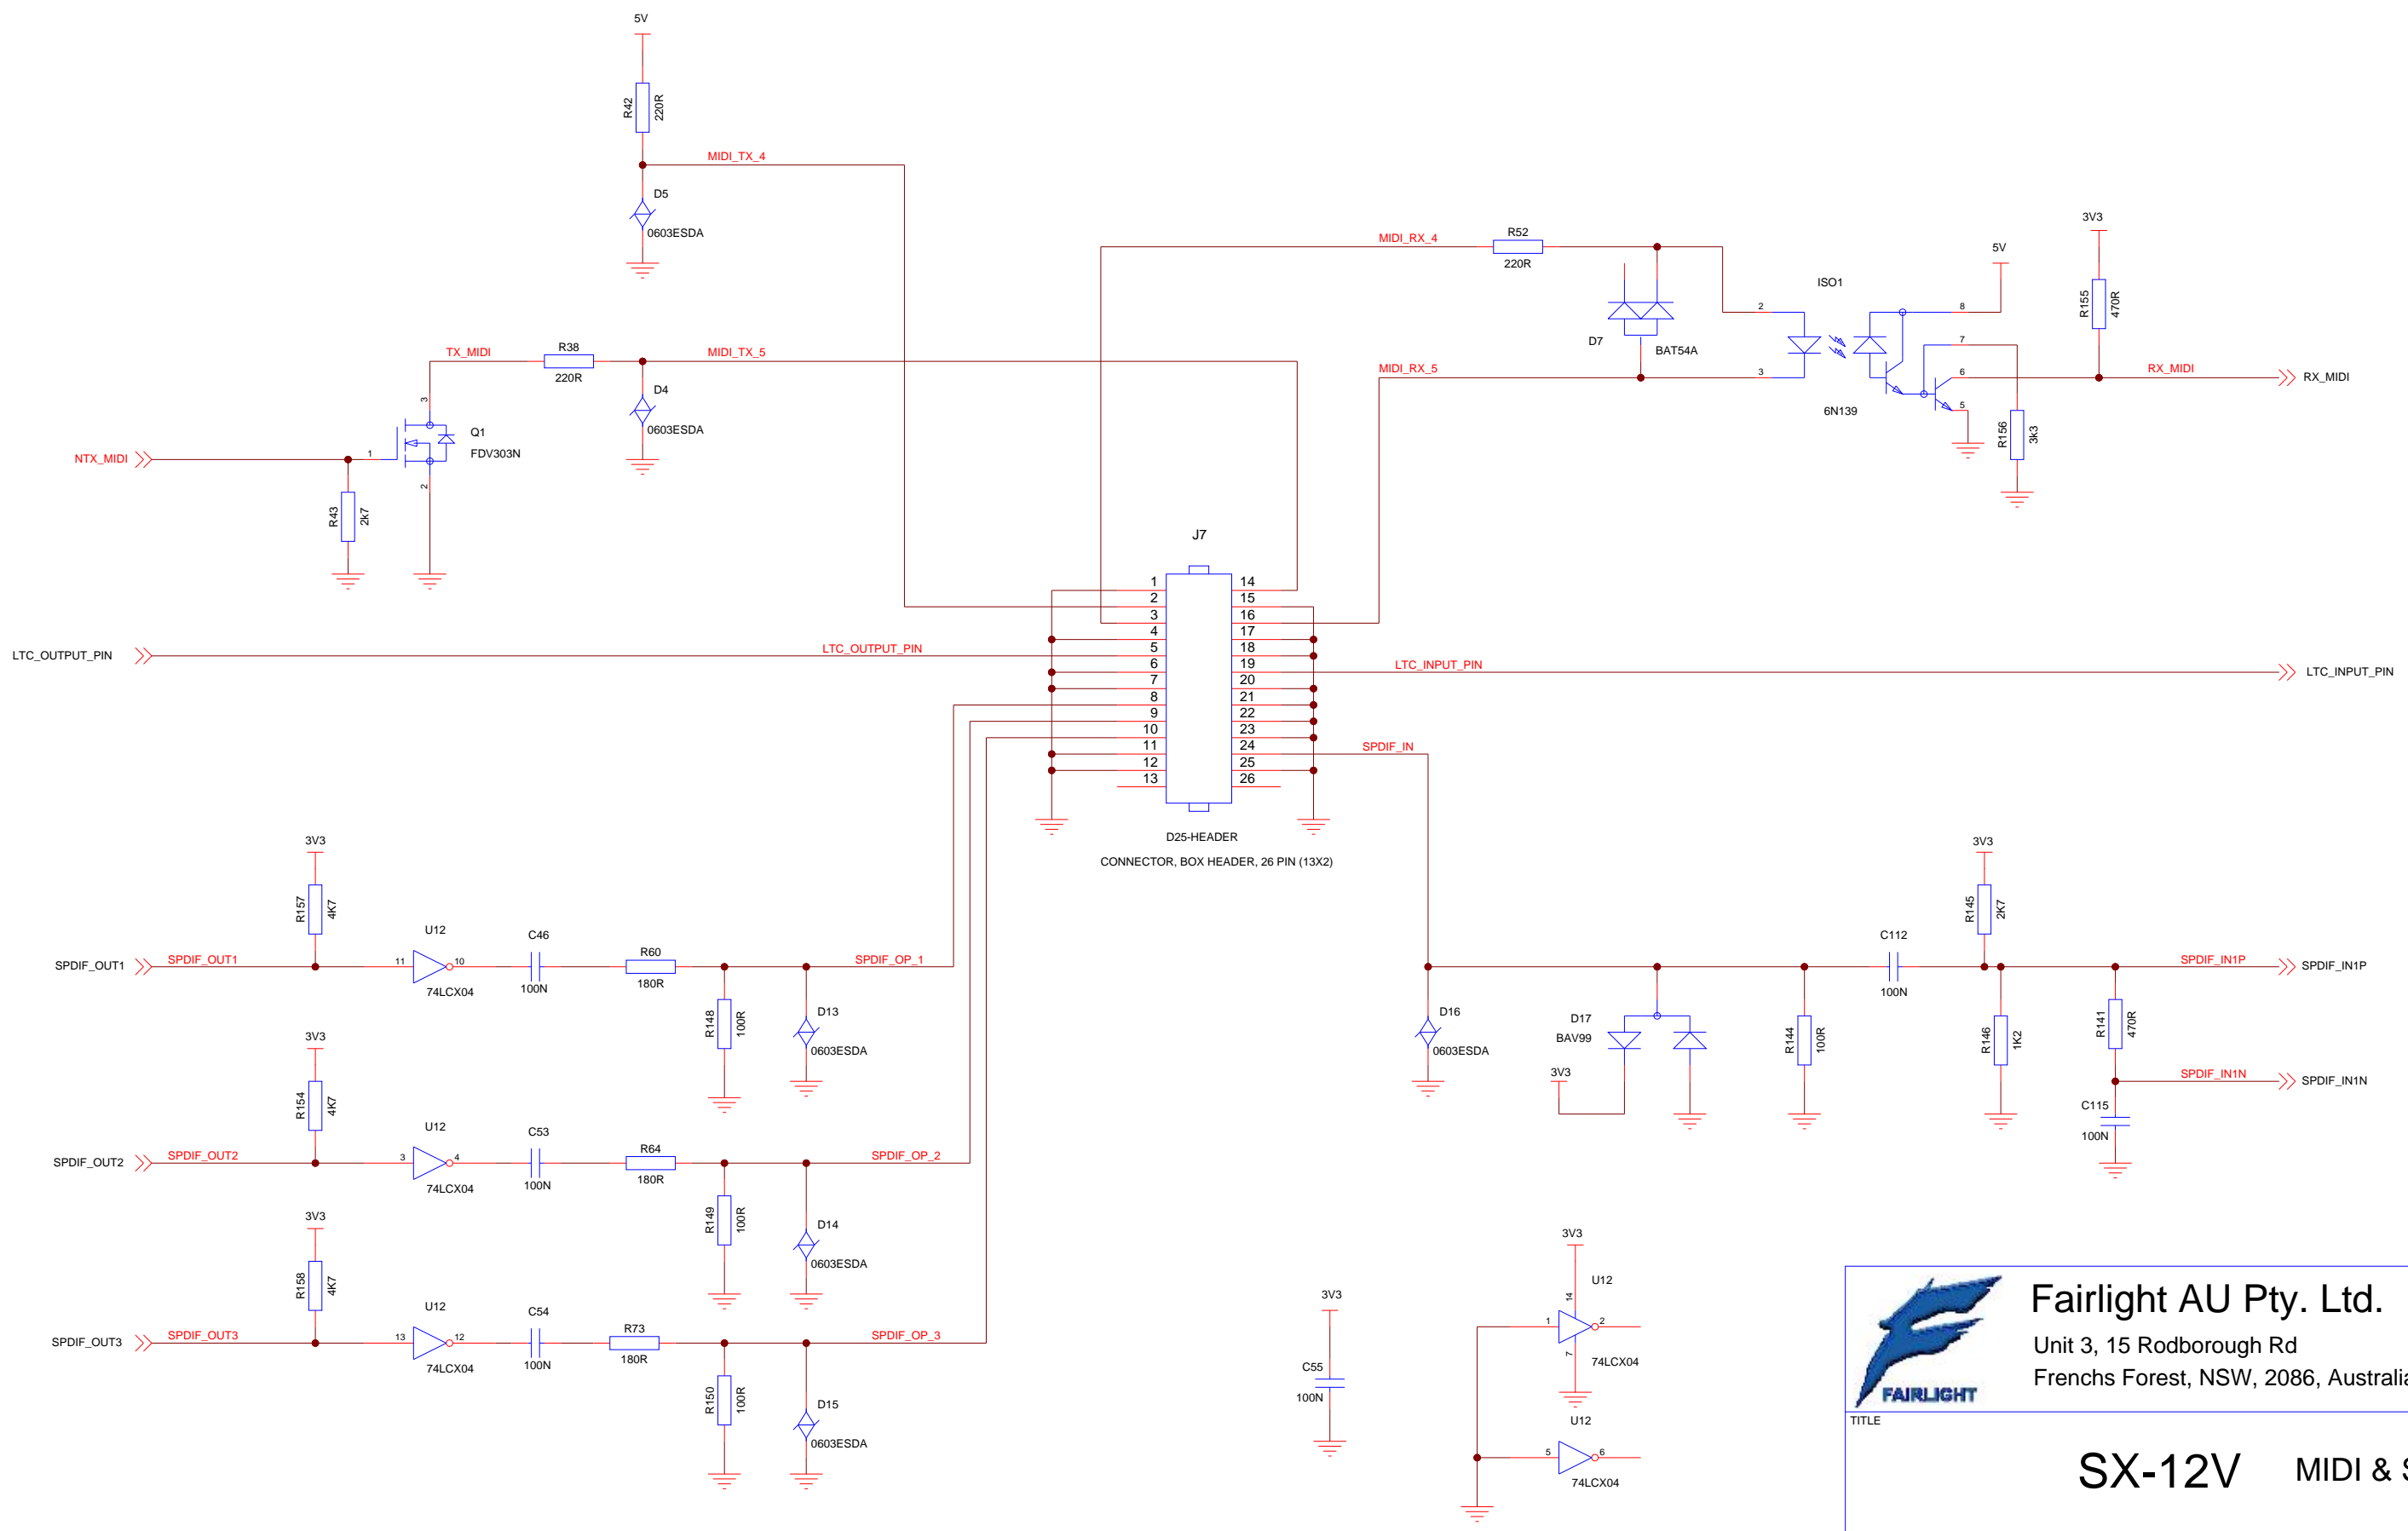 5V
R42
220R
MIDI_TX_4
D5
0603ESDA
MIDI_RX_4
R52
220R
3V3
5V
ISO1
R155
470R
2
8
D7
BAT54A
7
TX_MIDI
R38
220R
MIDI_TX_5
MIDI_RX_5
3
6
RX_MIDI
RX_MIDI
D4
0603ESDA
3
5
6N139
Q1
FDV303N
R156
3k3
NTX_MIDI
1
2
R43
2k7
J7
1
14
2
15
3
16
4
17
5
18
6
19
7
20
8
21
9
22
10
23
11
24
12
25
13
26
LTC_OUTPUT_PIN
LTC_OUTPUT_PIN
LTC_INPUT_PIN
LTC_INPUT_PIN
SPDIF_IN
D25-HEADER
CONNECTOR, BOX HEADER, 26 PIN (13X2)
3V3
R157
4K7
U12
C46
SPDIF_OUT1
SPDIF_OUT1
11
10
74LCX04
100N
R60
180R
SPDIF_OP_1
R148
100R
D13
0603ESDA
3V3
R145
2K7
C112
100N
SPDIF_IN1P
SPDIF_IN1P
D16
0603ESDA
D17
BAV99
3V3
R144
100R
R146
1K2
R141
470R
SPDIF_IN1N
SPDIF_IN1N
C115
100N
3V3
R154
4K7
U12
C53
SPDIF_OUT2
SPDIF_OUT2
3
4
74LCX04
100N
R64
180R
SPDIF_OP_2
R149
100R
D14
0603ESDA
3V3
R158
4K7
U12
C54
SPDIF_OUT3
SPDIF_OUT3
13
12
74LCX04
100N
R73
180R
SPDIF_OP_3
R150
100R
D15
0603ESDA
3V3
C55
100N
3V3
U12
14
1
2
7
74LCX04
U12
5
6
74LCX04
FAIRLIGHT
Fairlight AU Pty. Ltd.
Unit 3, 15 Rodborough Rd
Frenchs Forest, NSW, 2086, Australia
TITLE
SX-12V MIDI & S